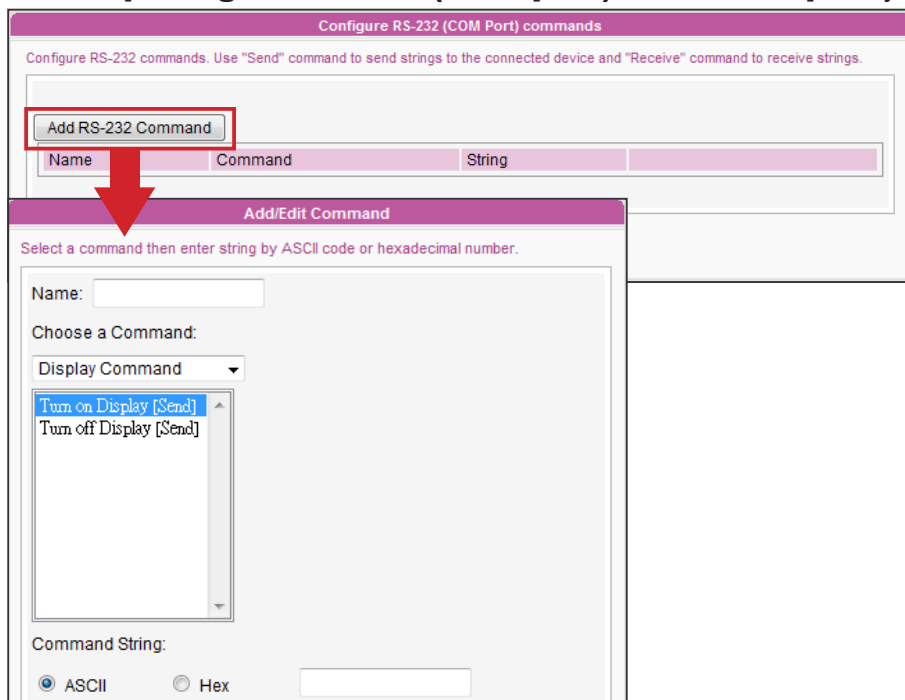 Configure RS-232 (COM Port) commands
Configure RS-232 commands. Use "Send" command to send strings to the connected device and "Receive" command to receive strings.
Add RS-232 Command
Name Command String
Add/Edit Command
Select a command then enter string by ASCII code or hexadecimal number.
Name:
Choose a Command:
Display Command
Turn on Display [Send]
Turn off Display [Send]
Command String:
ASCII Hex